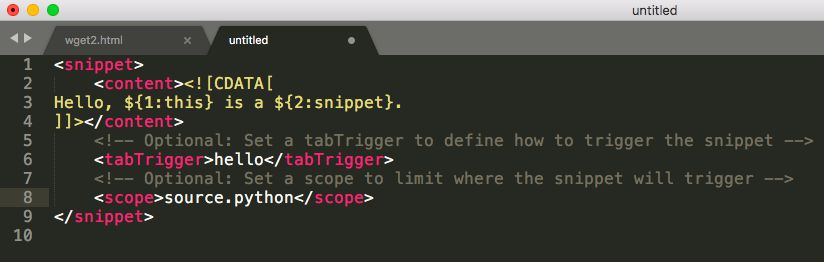 untitled
wget2.html
untitled
1 <snippet>
2 <content><![CDATA[
3 Hello, ${1:this} is a ${2:snippet}.
4 ]]></content>
5 <!-- Optional: Set a tabTrigger to define how to trigger the snippet -->
6 <tabTrigger>hello</tabTrigger>
7 <!-- Optional: Set a scope to limit where the snippet will trigger -->
8 <scope>source.python</scope>
9 </snippet>
10